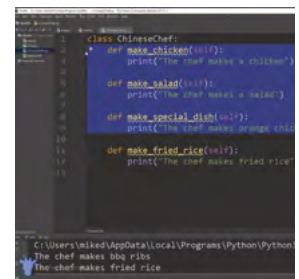 class ChineseChef:
def make_chicken(self):
print("The chef makes a chicken")
def make_salad(self):
print("The chef makes a salad")
def make_special_dish(self):
print("The chef makes orange chic
def make_fried_rice(self):
print("The chef makes fried rice"
C:\Users\miked\AppData\Local\Programs\Python\Python
The chef makes bbq ribs
The chef makes fried rice